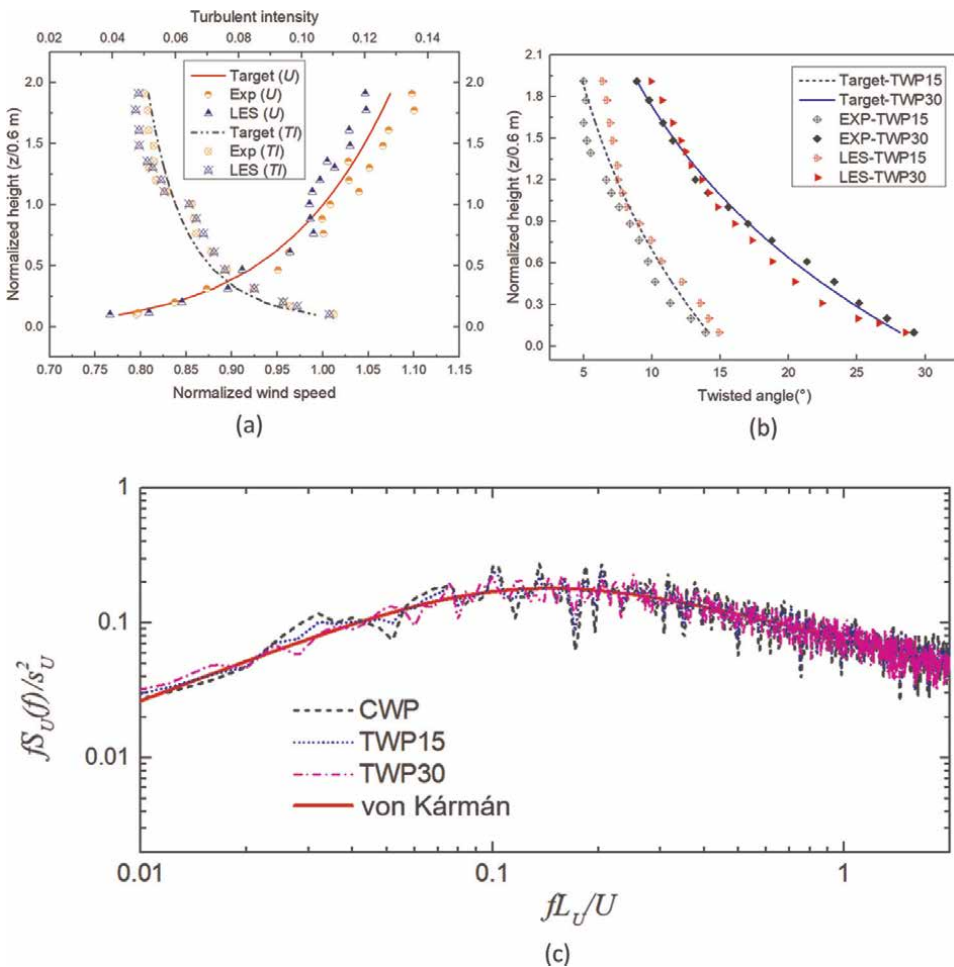 Turbulent intensity
0.02 0.04 0.06 0.08 0.10 0.12 0.14
Normalized height (z/0.6 m)
2.0
1.5
1.0
0.5
0.0
Target (U)
Exp (U)
LES (U)
Target (TI)
Exp (TI)
LES (TI)
2.0
1.5
1.0
0.5
0.0
0.70 0.75 0.80 0.85 0.90 0.95 1.00 1.05 1.10 1.15
Normalized wind speed
(a)
Normalized height (z/0.6 m)
2.1
1.8
1.5
1.2
0.9
0.6
0.3
0.0
Target-TWP15
Target-TWP30
EXP-TWP15
EXP-TWP30
LES-TWP15
LES-TWP30
5 10 15 20 25 30
Twisted angle(°)
(b)
fS_U(f)/s_U^2
1
0.1
0.01
CWP
TWP15
TWP30
von Kármán
0.01 0.1 1
fL_U/U
(c)